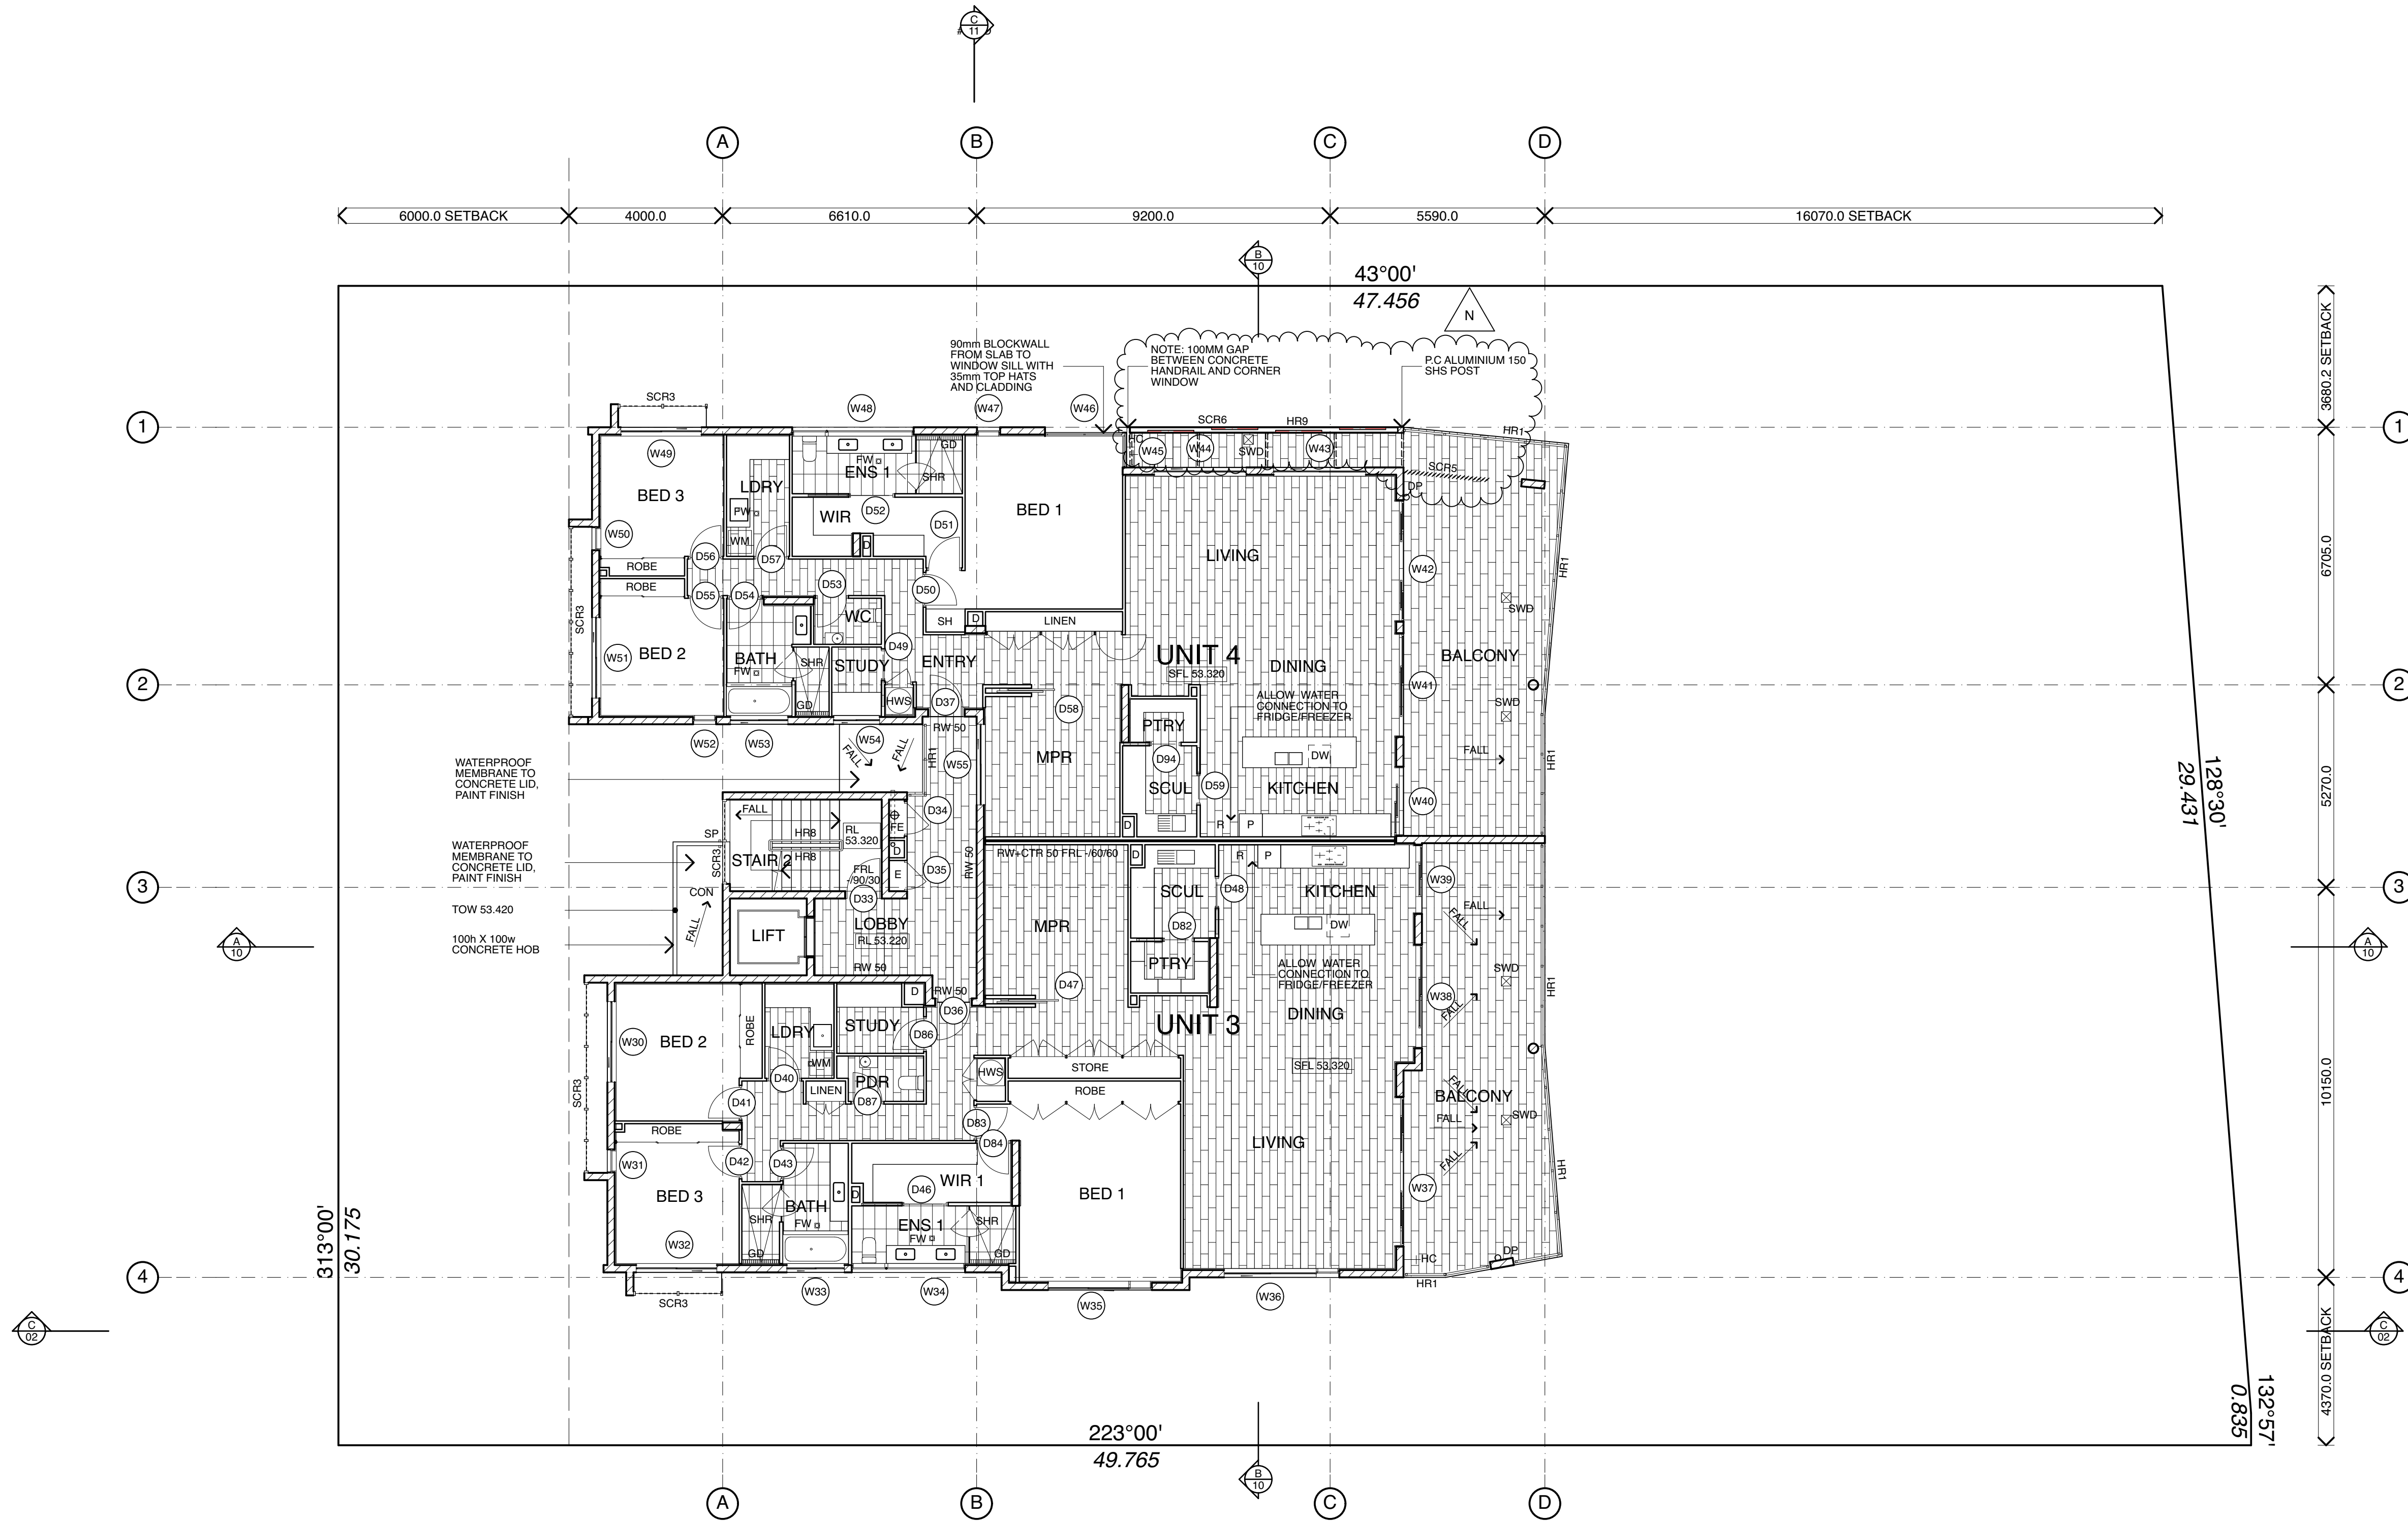 C
11
A
B
C
D
6000.0 SETBACK
4000.0
6610.0
9200.0
5590.0
16070.0 SETBACK
B
10
43°00'
47.456
N
3680.2 SETBACK
90mm BLOCKWALL
FROM SLAB TO
WINDOW SILL WITH
35mm TOP HATS
AND CLADDING
NOTE: 100MM GAP
BETWEEN CONCRETE
HANDRAIL AND CORNER
WINDOW
P.C ALUMINIUM 150
SHS POST
SCR3
W48
W47
W46
SCR6
HR9
HR1
1
1
HC
W45
W44
SWD
W43
SCR5
DP
W49
BED 3
LDRY
FW
WM
FW
ENS 1
GD
SHR
WIR
D52
D51
D
BED 1
W50
D56
D57
ROBE
ROBE
D55
D54
D53
D50
WC
SH
D
LINEN
LIVING
W42
HR1
SWD
6705.0
SCR3
W51
BED 2
BATH
FW
SHR
GD
STUDY
D49
ENTRY
HWS
D37
UNIT 4
SFL 53.320
DINING
BALCONY
2
2
W41
SWD
D58
ALLOW WATER
CONNECTION TO
FRIDGE/FREEZER
PTRY
RW 50
W52
W53
W54
FALL
FALL
HR1
W55
MPR
D94
SCUL
D59
DW
KITCHEN
FALL
HR1
W40
D
R
P
WATERPROOF
MEMBRANE TO
CONCRETE LID,
PAINT FINISH
5270.0
128°30'
29.431
D34
FE
FALL
HR8
RL
53.320
SP
SCR3
STAIR 2
HR8
D
D35
E
FRL
-/90/30
D33
RW 50
WATERPROOF
MEMBRANE TO
CONCRETE LID,
PAINT FINISH
RW+CTR 50 FRL -/60/60
D
R
P
SCUL
D48
KITCHEN
W39
3
3
CON
FALL
TOW 53.420
100h X 100w
CONCRETE HOB
LIFT
LOBBY
RL 53.220
RW 50
MPR
D82
DW
FALL
FALL
A
10
A
10
PTRY
ALLOW WATER
CONNECTION TO
FRIDGE/FREEZER
SWD
HR1
D47
W38
FALL
D
RW 50
D36
UNIT 3
DINING
W30
BED 2
ROBE
LDRY
WM
STUDY
D86
SCR3
D40
LINEN
PDR
D87
HWS
STORE
ROBE
SFL 53.320
10150.0
D41
BALCONY
FALL
FALL
FALL
SWD
D83
D84
ROBE
W31
D42
D43
LIVING
HR1
BED 3
WIR 1
D46
D
BED 1
W37
SHR
BATH
FW
ENS 1
FW
SHR
GD
GD
W32
HC
DP
HR1
4
4
313°00'
30.175
SCR3
W33
W34
W35
W36
C
02
C
02
4370.0 SETBACK
132°57'
0.835
223°00'
49.765
B
10
A
B
C
D